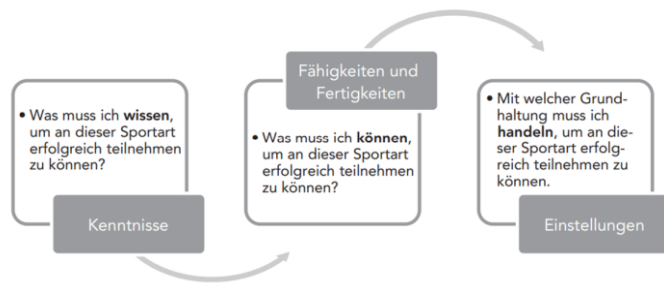 • Was muss ich wissen,
um an dieser Sportart
erfolgreich teilnehmen
zu können?
Kenntnisse
Fähigkeiten und
Fertigkeiten
• Was muss ich können,
um an dieser Sportart
erfolgreich teilnehmen
zu können?
• Mit welcher Grund-
haltung muss ich
handeln, um an die-
ser Sportart erfolg-
reich teilnehmen zu
können.
Einstellungen